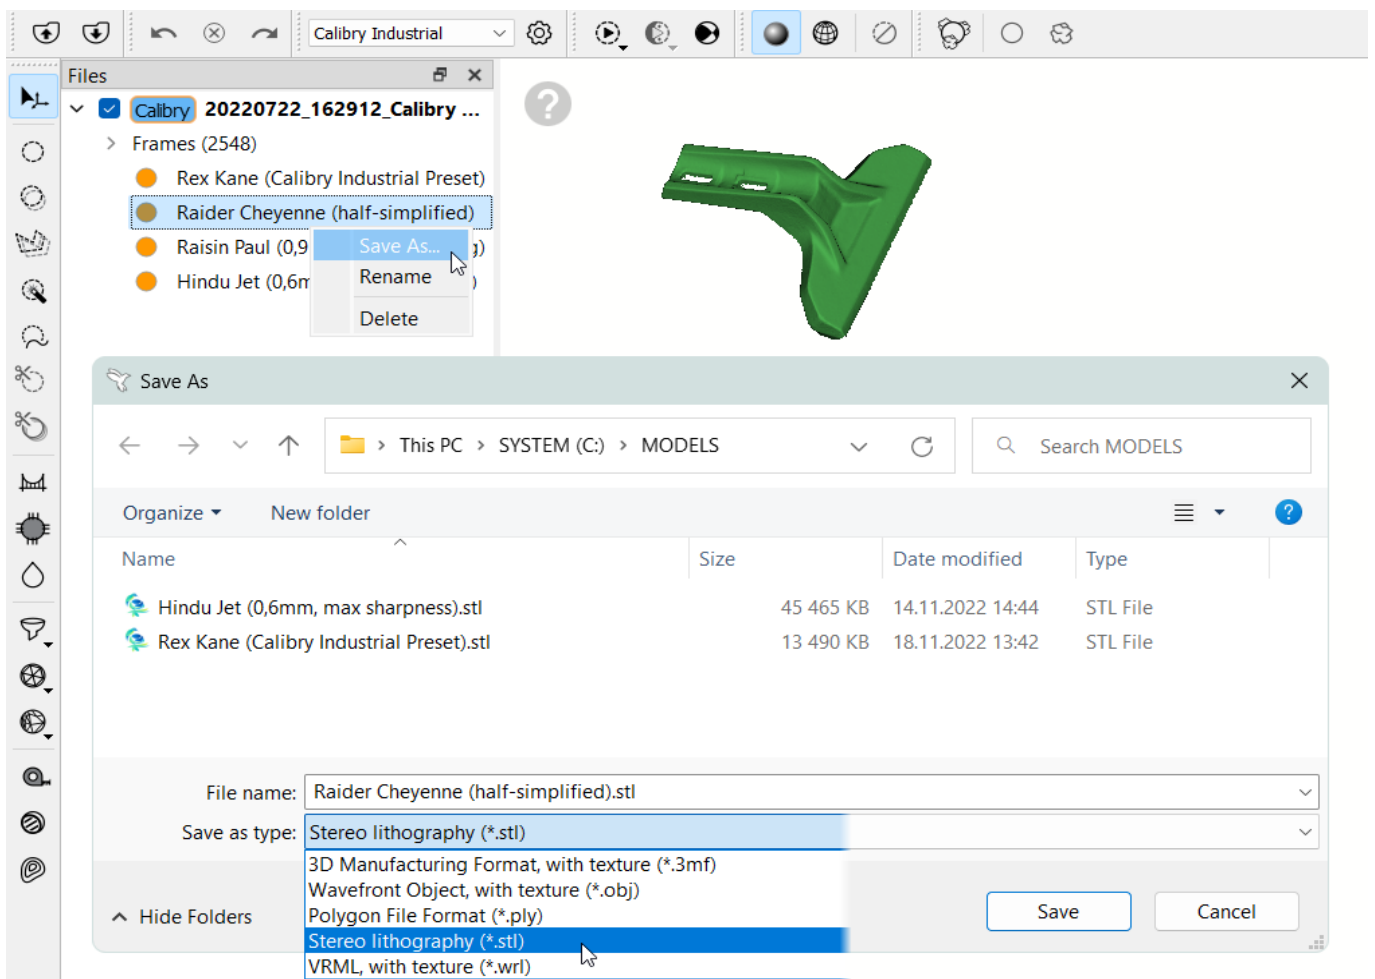 Calibry Industrial
Files
Calibry 20220722_162912_Calibry ...
Frames (2548)
Rex Kane (Calibry Industrial Preset)
Raider Cheyenne (half-simplified)
Raisin Paul (0,9
Hindu Jet (0,6m
Save As...
Rename
Delete
?
Save As
This PC > SYSTEM (C:) > MODELS
Search MODELS
Organize
New folder
?
Name Size Date modified Type
Hindu Jet (0,6mm, max sharpness).stl 45 465 KB 14.11.2022 14:44 STL File
Rex Kane (Calibry Industrial Preset).stl 13 490 KB 18.11.2022 13:42 STL File
File name: Raider Cheyenne (half-simplified).stl
Save as type: Stereo lithography (*.stl)
3D Manufacturing Format, with texture (*.3mf)
Wavefront Object, with texture (*.obj)
Polygon File Format (*.ply)
Stereo lithography (*.stl)
VRML, with texture (*.wrl)
Hide Folders
Save
Cancel